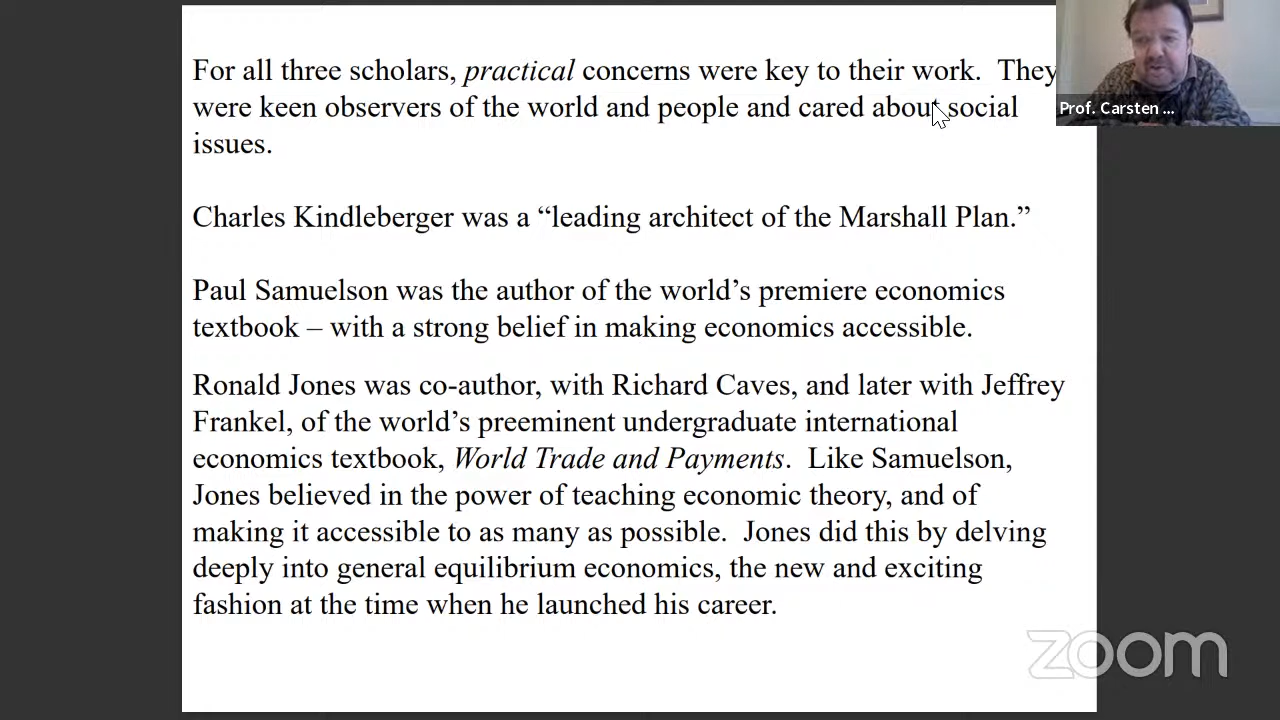 For all three scholars, practical concerns were key to their work.  They
were keen observers of the world and people and cared about social
issues.
Prof. Carsten ...
Charles Kindleberger was a “leading architect of the Marshall Plan.”
Paul Samuelson was the author of the world’s premiere economics
textbook – with a strong belief in making economics accessible.
Ronald Jones was co-author, with Richard Caves, and later with Jeffrey
Frankel, of the world’s preeminent undergraduate international
economics textbook, World Trade and Payments.  Like Samuelson,
Jones believed in the power of teaching economic theory, and of
making it accessible to as many as possible.  Jones did this by delving
deeply into general equilibrium economics, the new and exciting
fashion at the time when he launched his career.
zoom